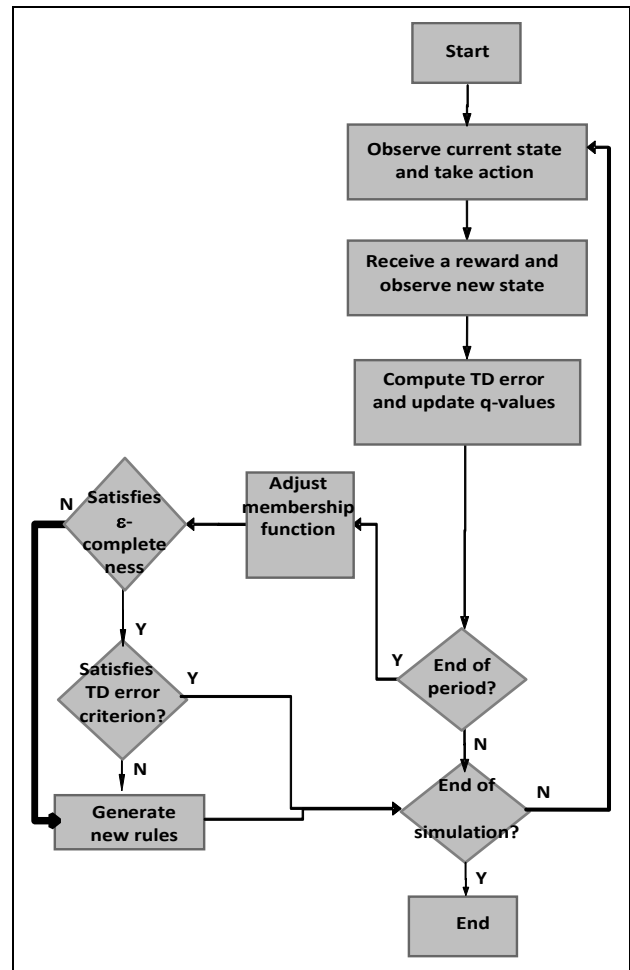 Start
Observe current state
and take action
Receive a reward and
observe new state
Compute TD error
and update q-values
Adjust
membership
function
N
Satisfies
ε-
complete
ness
Y
Satisfies
TD error
criterion?
Y
N
Generate
new rules
Y
End of
period?
N
End of
simulation?
N
Y
End